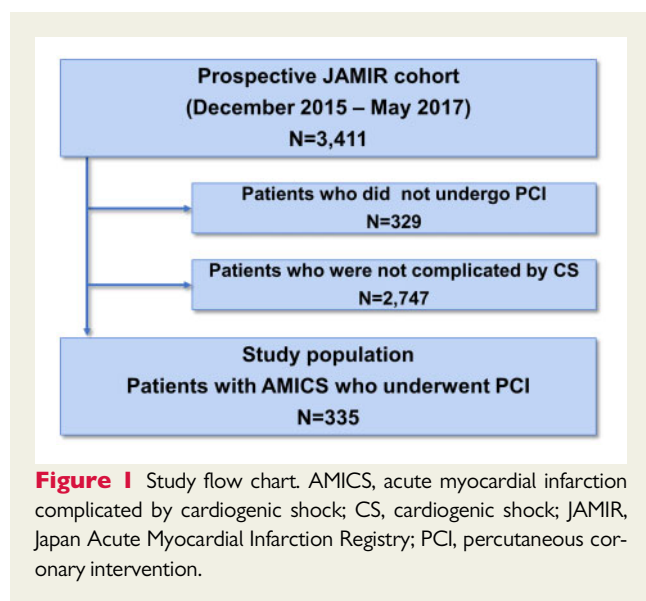 Prospective JAMIR cohort
(December 2015 – May 2017)
N=3,411
Patients who did not undergo PCI
N=329
Patients who were not complicated by CS
N=2,747
Study population
Patients with AMICS who underwent PCI
N=335
Figure 1 Study flow chart. AMICS, acute myocardial infarction
complicated by cardiogenic shock; CS, cardiogenic shock; JAMIR,
Japan Acute Myocardial Infarction Registry; PCI, percutaneous cor-
onary intervention.